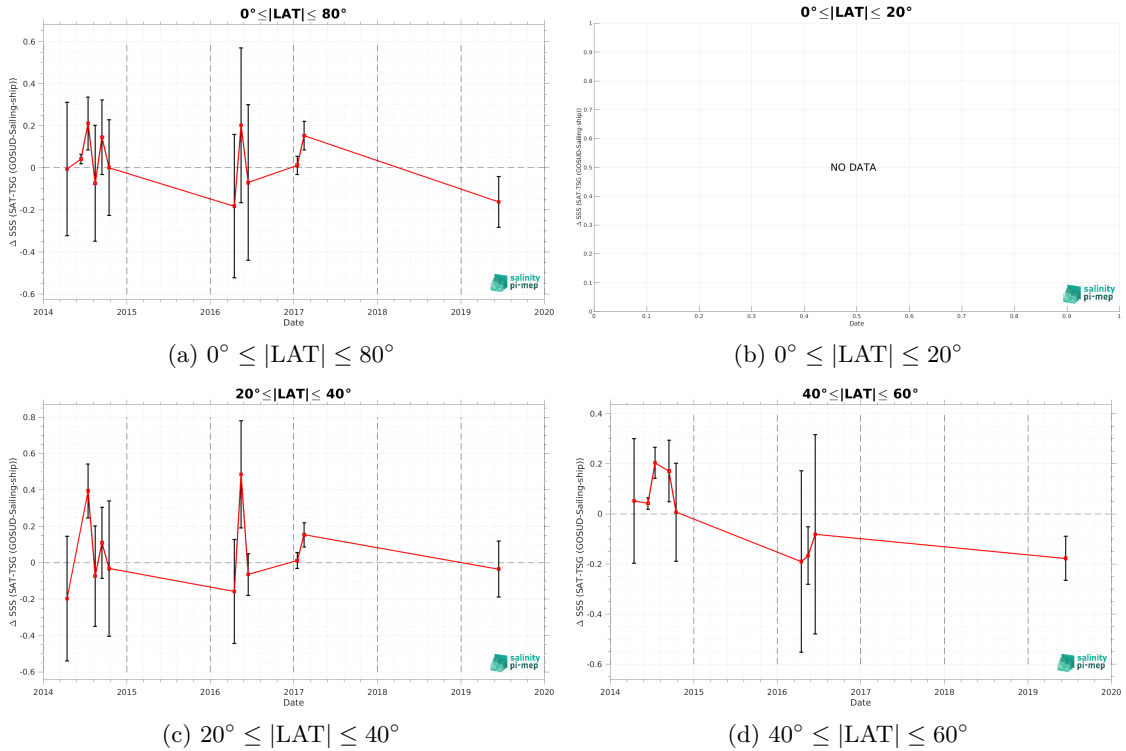 0°≤|LAT|≤ 80°
Δ SSS (SAT-TSG (GOSUD-Sailing-ship))
0.6
0.4
0.2
0
-0.2
-0.4
-0.6
2014 2015 2016 2017 2018 2019 2020
Date
salinity
pi-mep
(a) 0° ≤ |LAT| ≤ 80°
0°≤|LAT|≤ 20°
Δ SSS (SAT-TSG (GOSUD-Sailing-ship))
1
0.9
0.8
0.7
0.6
0.5
0.4
0.3
0.2
0.1
0
NO DATA
0 0.1 0.2 0.3 0.4 0.5 0.6 0.7 0.8 0.9 1
Date
salinity
pi-mep
(b) 0° ≤ |LAT| ≤ 20°
20°≤|LAT|≤ 40°
Δ SSS (SAT-TSG (GOSUD-Sailing-ship))
0.8
0.6
0.4
0.2
0
-0.2
-0.4
-0.6
2014 2015 2016 2017 2018 2019 2020
Date
salinity
pi-mep
(c) 20° ≤ |LAT| ≤ 40°
40°≤|LAT|≤ 60°
Δ SSS (SAT-TSG (GOSUD-Sailing-ship))
0.4
0.2
0
-0.2
-0.4
-0.6
2014 2015 2016 2017 2018 2019 2020
Date
salinity
pi-mep
(d) 40° ≤ |LAT| ≤ 60°